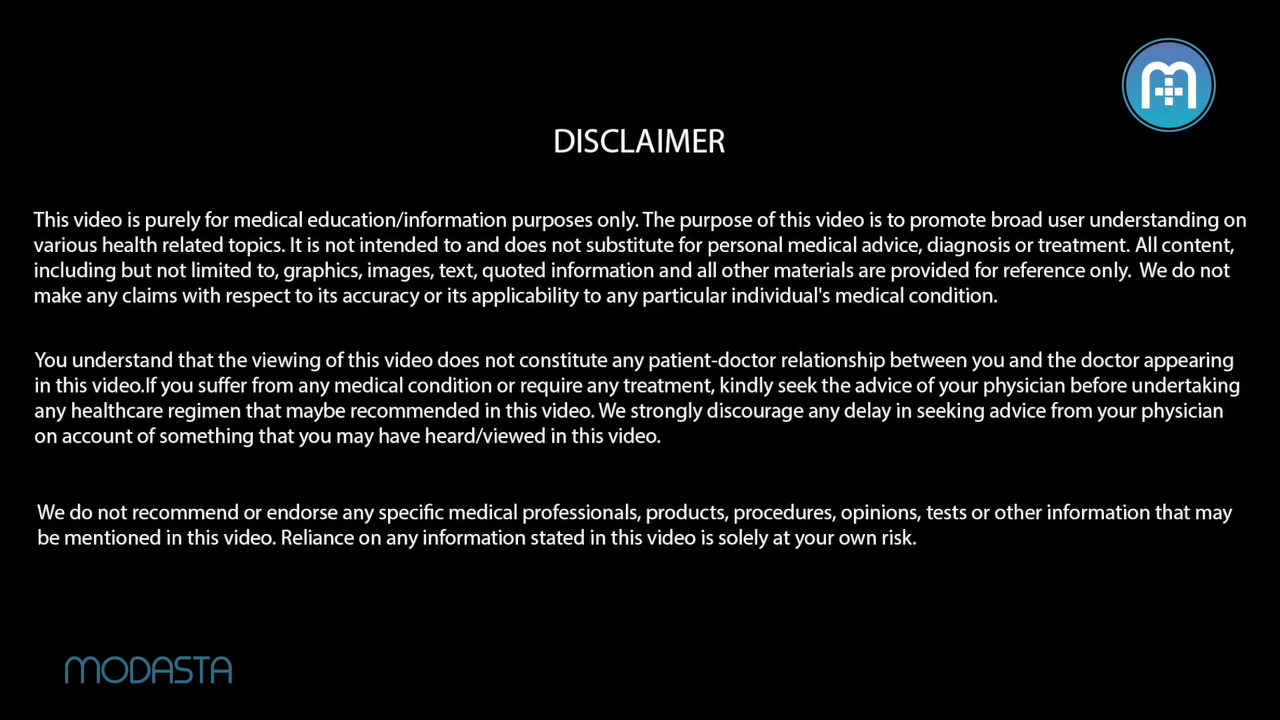 DISCLAIMER
This video is purely for medical education/information purposes only. The purpose of this video is to promote broad user understanding on
various health related topics. It is not intended to and does not substitute for personal medical advice, diagnosis or treatment. All content,
including but not limited to, graphics, images, text, quoted information and all other materials are provided for reference only.  We do not
make any claims with respect to its accuracy or its applicability to any particular individual's medical condition.
You understand that the viewing of this video does not constitute any patient-doctor relationship between you and the doctor appearing
in this video.If you suffer from any medical condition or require any treatment, kindly seek the advice of your physician before undertaking
any healthcare regimen that maybe recommended in this video. We strongly discourage any delay in seeking advice from your physician
on account of something that you may have heard/viewed in this video.
We do not recommend or endorse any specific medical professionals, products, procedures, opinions, tests or other information that may
be mentioned in this video. Reliance on any information stated in this video is solely at your own risk.
MODASTA